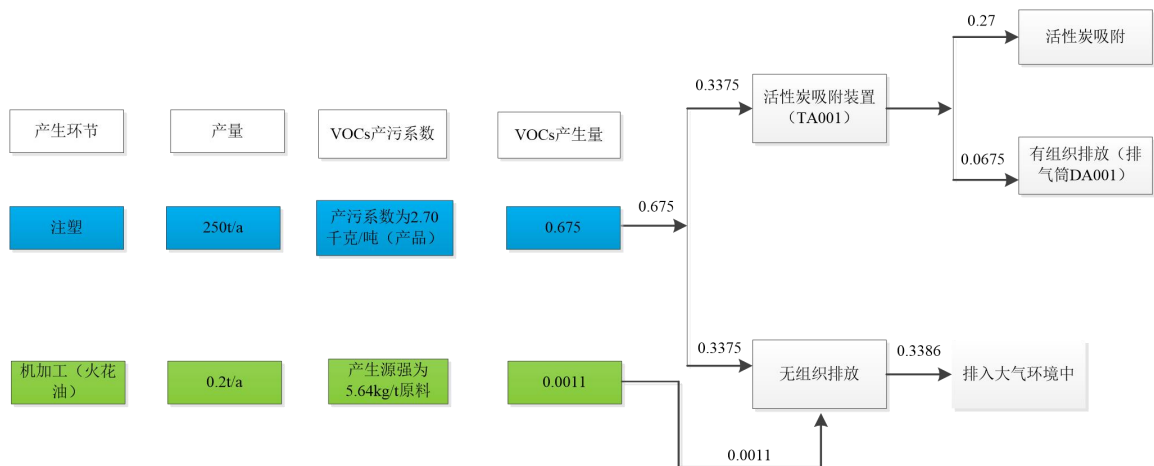 0.27
活性炭吸附
0.3375
活性炭吸附装置
（TA001）
产生环节
产量
VOCs产污系数
VOCs产生量
0.0675
有组织排放（排
气筒DA001）
注塑
250t/a
产污系数为2.70
千克/吨（产品）
0.675
0.675
机加工（火花
油）
0.2t/a
产生源强为
5.64kg/t原料
0.0011
0.3375
无组织排放
0.3386
排入大气环境中
0.0011